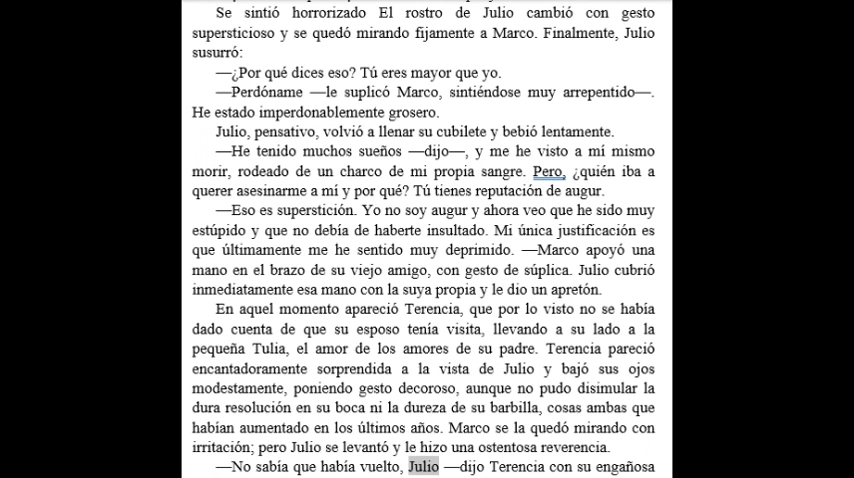 Se sintió horrorizado El rostro de Julio cambió con gesto
supersticioso y se quedó mirando fijamente a Marco. Finalmente, Julio
susurró:
—¿Por qué dices eso? Tú eres mayor que yo.
—Perdóname —le suplicó Marco, sintiéndose muy arrepentido—.
He estado imperdonablemente grosero.
Julio, pensativo, volvió a llenar su cubilete y bebió lentamente.
—He tenido muchos sueños —dijo—, y me he visto a mí mismo
morir, rodeado de un charco de mi propia sangre. Pero, ¿quién iba a
querer asesinarme a mí y por qué? Tú tienes reputación de augur.
—Eso es superstición. Yo no soy augur y ahora veo que he sido muy
estúpido y que no debía de haberte insultado. Mi única justificación es
que últimamente me he sentido muy deprimido. —Marco apoyó una
mano en el brazo de su viejo amigo, con gesto de súplica. Julio cubrió
inmediatamente esa mano con la suya propia y le dio un apretón.
En aquel momento apareció Terencia, que por lo visto no se había
dado cuenta de que su esposo tenía visita, llevando a su lado a la
pequeña Tulia, el amor de los amores de su padre. Terencia pareció
encantadoramente sorprendida a la vista de Julio y bajó sus ojos
modestamente, poniendo gesto decoroso, aunque no pudo disimular la
dura resolución en su boca ni la dureza de su barbilla, cosas ambas que
habían aumentado en los últimos años. Marco se la quedó mirando con
irritación; pero Julio se levantó y le hizo una ostentosa reverencia.
—No sabía que había vuelto, Julio —dijo Terencia con su engañosa